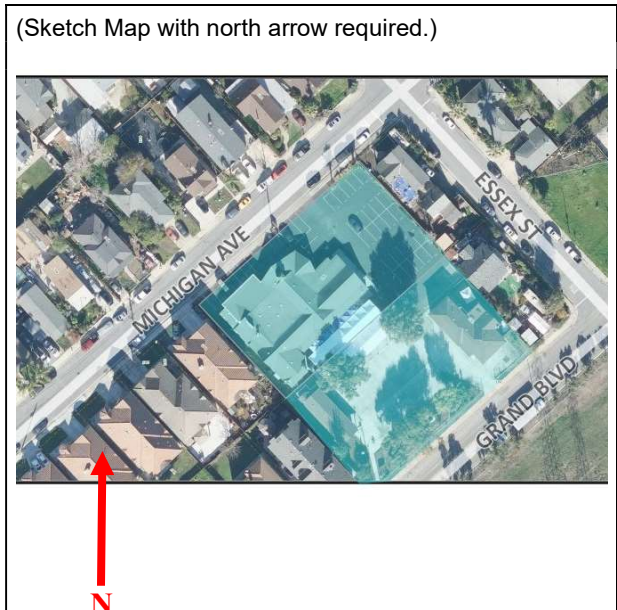 (Sketch Map with north arrow required.)
MICHIGAN AVE
ESSEX ST
GRAND BLVD
N